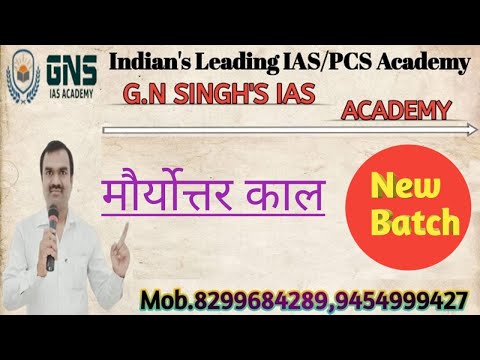 GNS
IAS ACADEMY
Indian's Leading IAS/PCS Academy
G.N SINGH'S IAS
ACADEMY
मौर्योत्तर काल
New
Batch
Mob.8299684289,9454999427